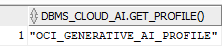 DBMS_CLOUD_AI.GET_PROFILE()
1 "OCI_GENERATIVE_AI_PROFILE"